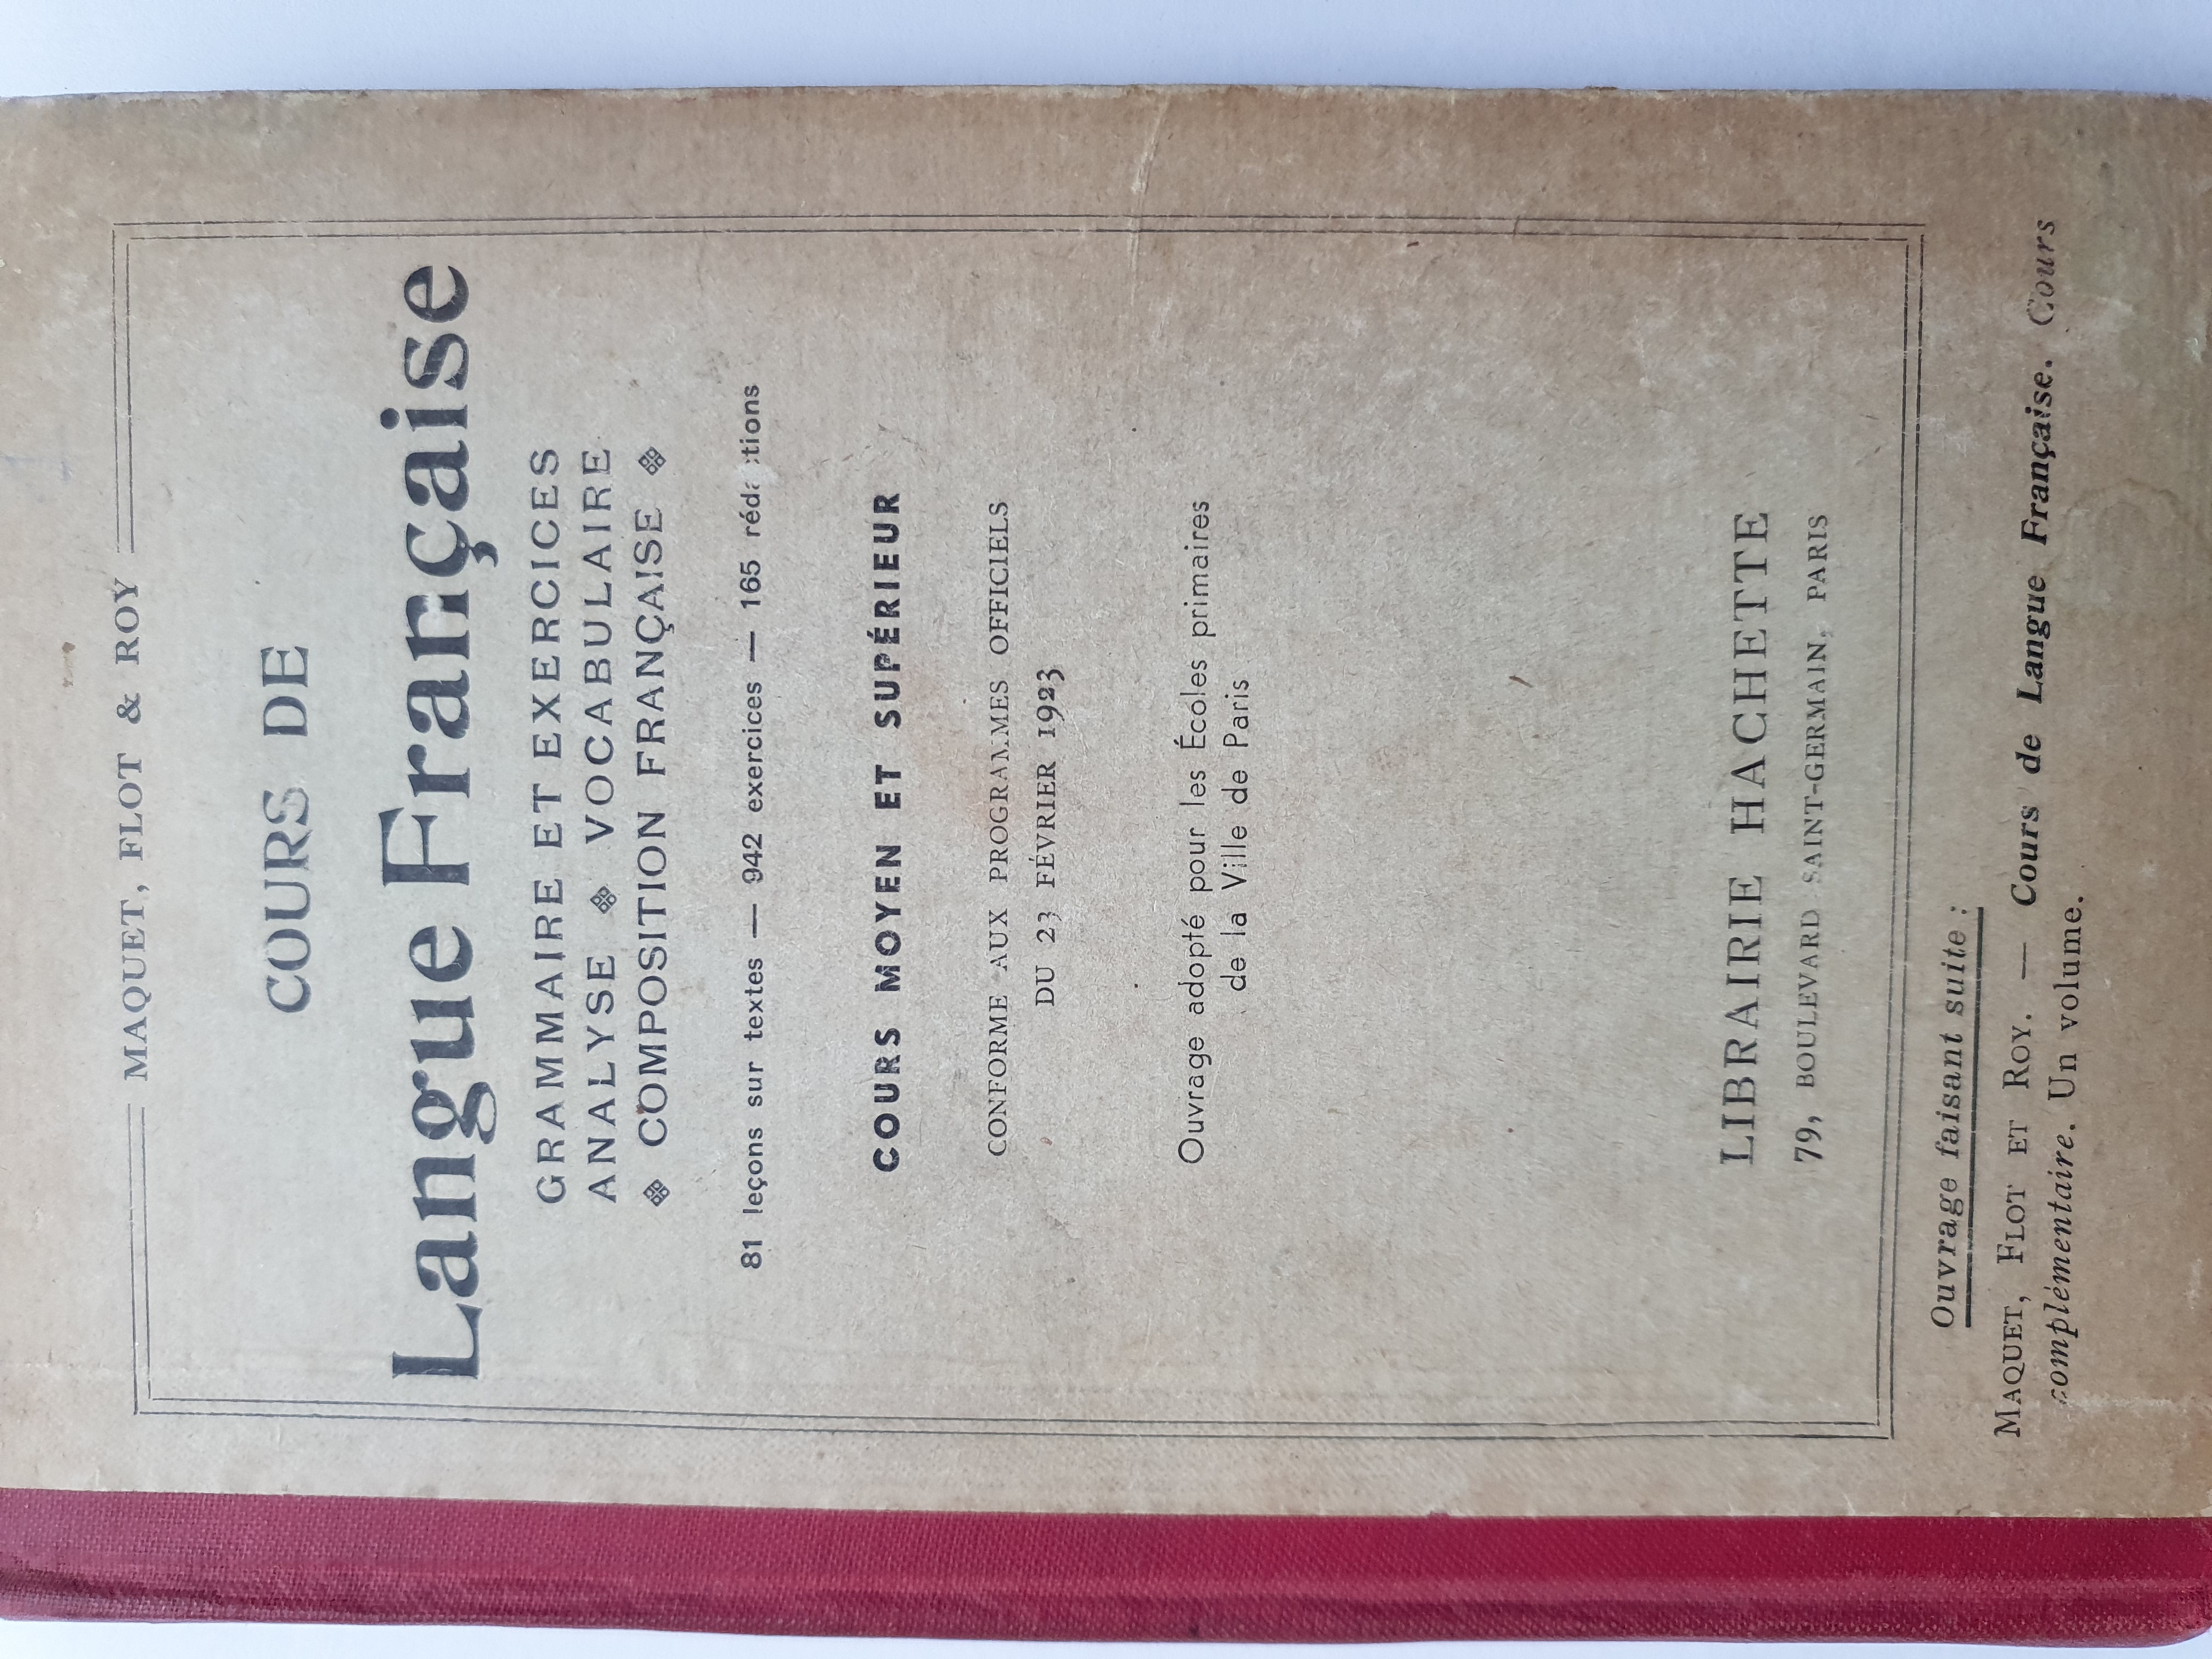 MAQUET, FLOT & ROY
COURS DE
Langue Française
GRAMMAIRE ET EXERCICES
ANALYSE ❖ VOCABULAIRE
❖ COMPOSITION FRANÇAISE ❖
81 leçons sur textes — 942 exercices — 165 rédactions
COURS MOYEN ET SUPÉRIEUR
CONFORME AUX PROGRAMMES OFFICIELS
DU 23 FÉVRIER 1923
Ouvrage adopté pour les Écoles primaires
de la Ville de Paris
LIBRAIRIE HACHETTE
79, BOULEVARD SAINT-GERMAIN, PARIS
Ouvrage faisant suite :
MAQUET, FLOT ET ROY. — Cours de Langue Française. Cours
complémentaire. Un volume.